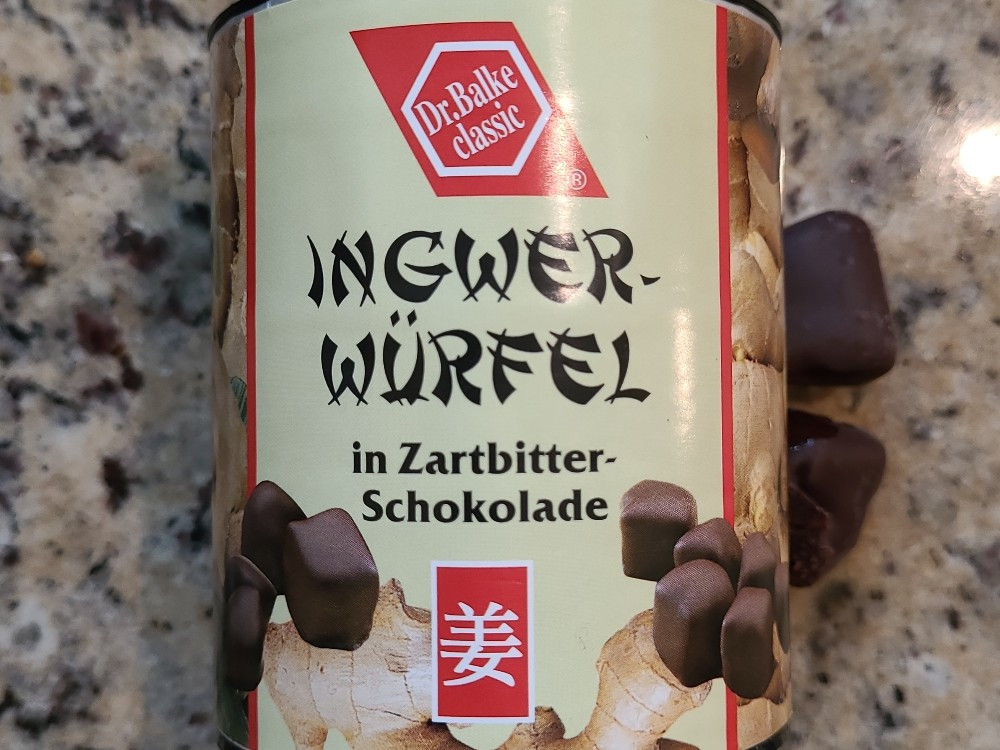 Dr. Balke
classic
®
INGWER-
WÜRFEL
in Zartbitter-
Schokolade
姜